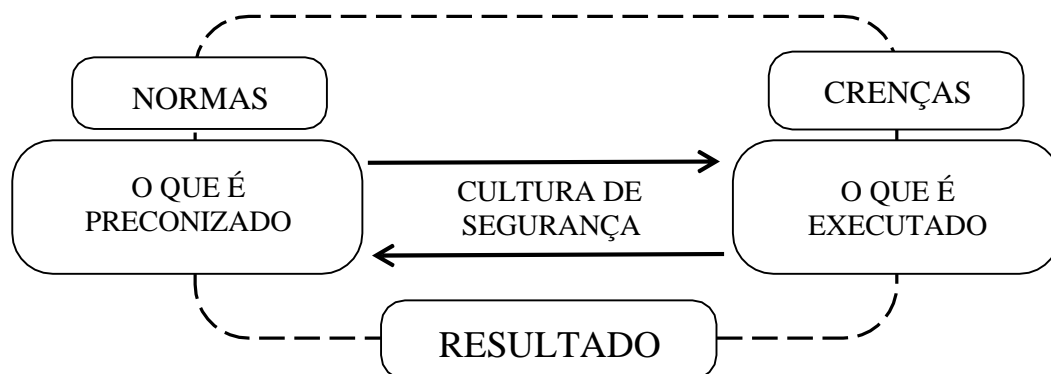 NORMAS
CRENÇAS
O QUE É
PRECONIZADO
CULTURA DE
SEGURANÇA
O QUE É
EXECUTADO
RESULTADO